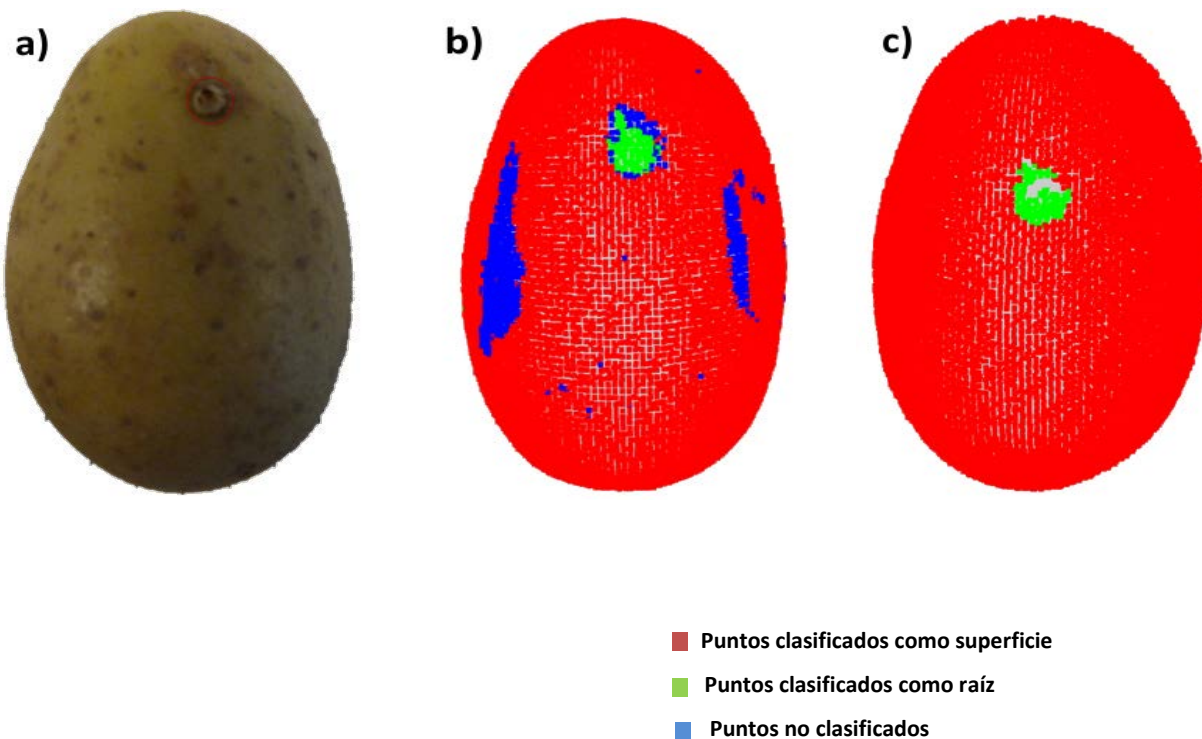 a)
b)
c)
Puntos clasificados como superficie
Puntos clasificados como raíz
Puntos no clasificados